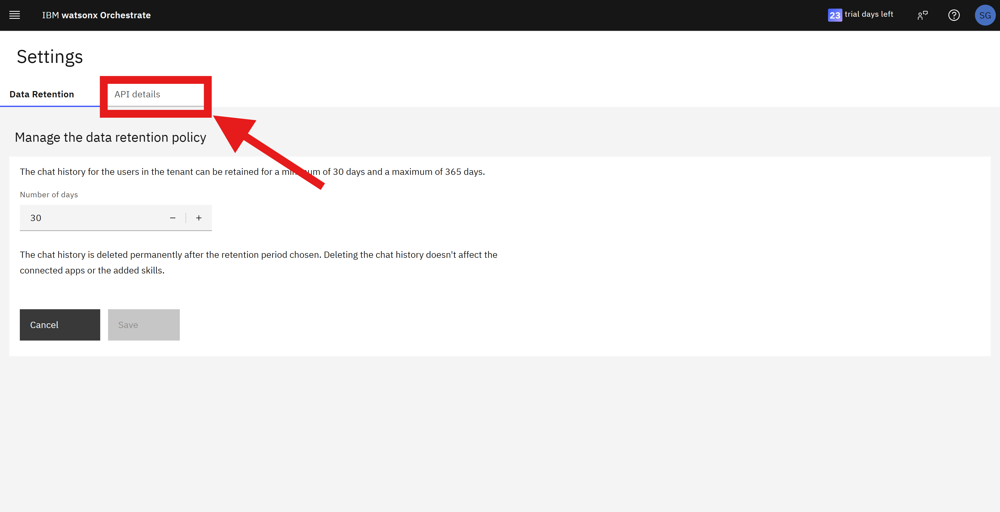 IBM watsonx Orchestrate
23 trial days left
SG
Settings
Data Retention
API details
Manage the data retention policy
The chat history for the users in the tenant can be retained for a minimum of 30 days and a maximum of 365 days.
Number of days
30
The chat history is deleted permanently after the retention period chosen. Deleting the chat history doesn't affect the
connected apps or the added skills.
Cancel
Save